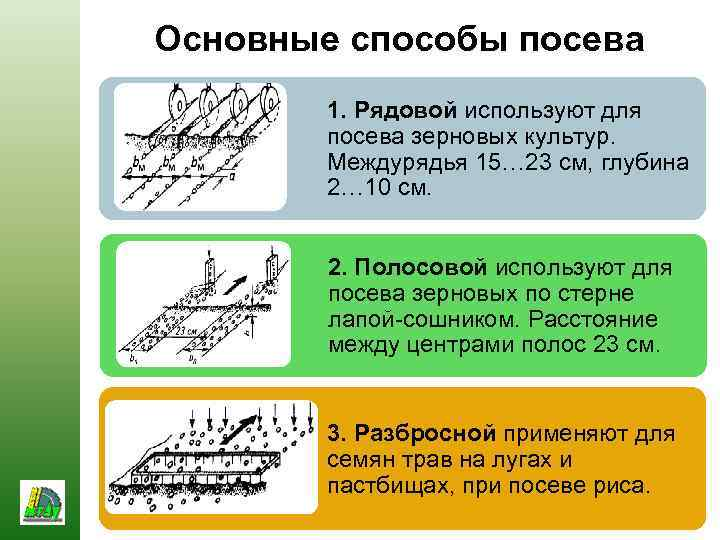 Основные способы посева
1. Рядовой используют для
посева зерновых культур.
Междурядья 15…23 см, глубина
2…10 см.
bм bм a
2. Полосовой используют для
посева зерновых по стерне
лапой-сошником. Расстояние
между центрами полос 23 см.
23 см
3. Разбросной применяют для
семян трав на лугах и
пастбищах, при посеве риса.